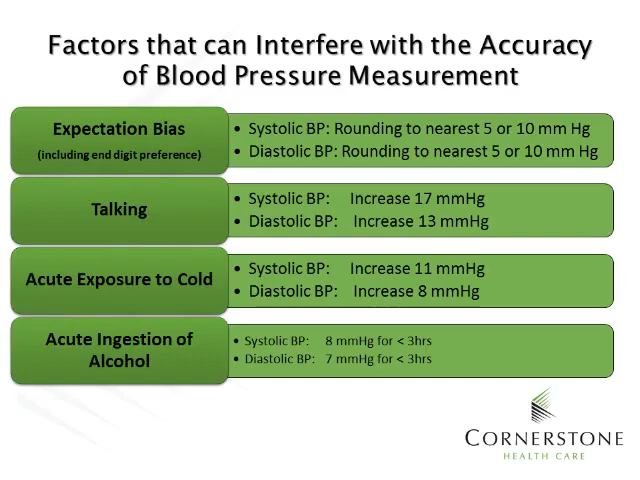 Factors that can Interfere with the Accuracy
of Blood Pressure Measurement
Expectation Bias
(including end digit preference)
• Systolic BP: Rounding to nearest 5 or 10 mm Hg
• Diastolic BP: Rounding to nearest 5 or 10 mm Hg
Talking
• Systolic BP: Increase 17 mmHg
• Diastolic BP: Increase 13 mmHg
Acute Exposure to Cold
• Systolic BP: Increase 11 mmHg
• Diastolic BP: Increase 8 mmHg
Acute Ingestion of
Alcohol
• Systolic BP: 8 mmHg for < 3hrs
• Diastolic BP: 7 mmHg for < 3hrs
CORNERSTONE
HEALTH CARE